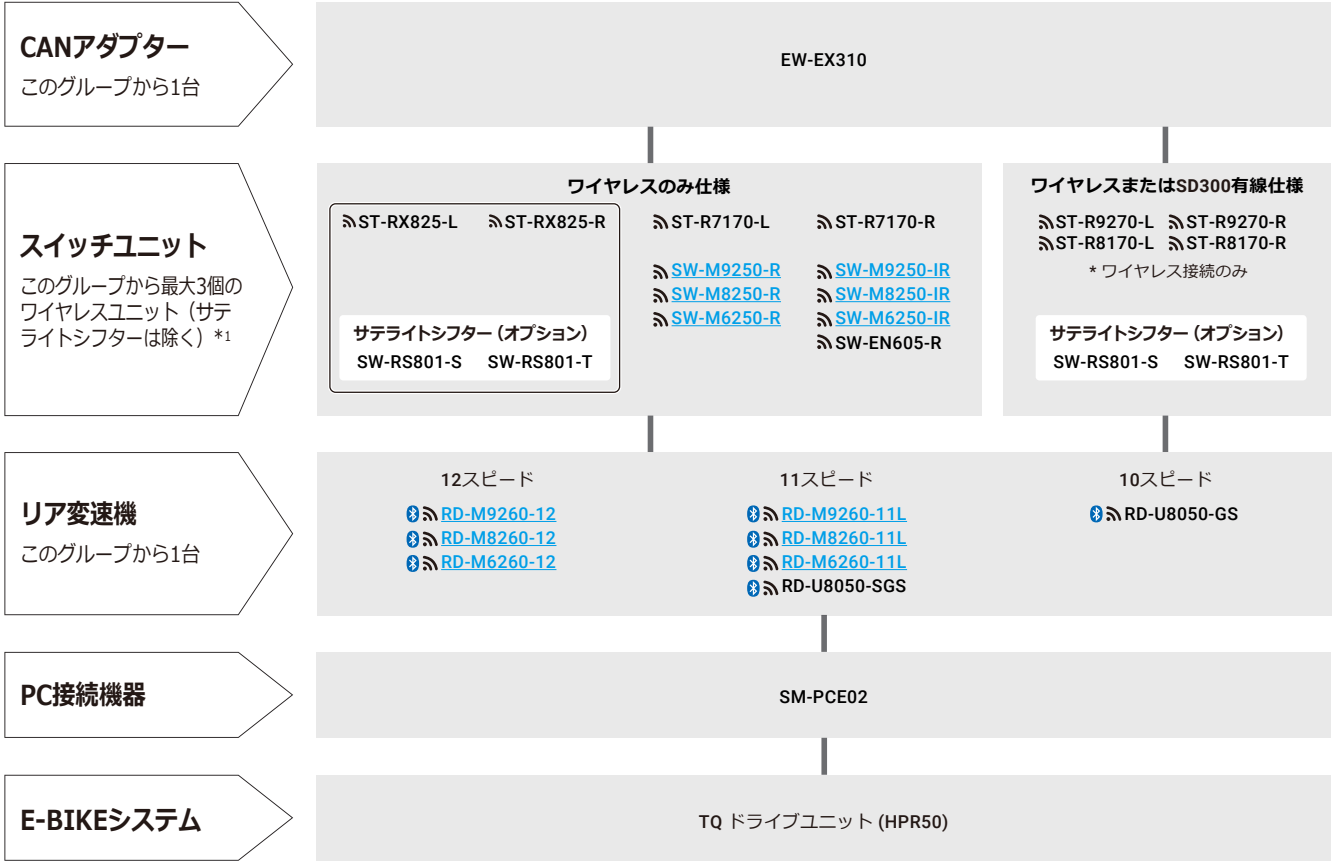 CANアダプター
このグループから1台
EW-EX310
スイッチユニット
このグループから最大3個の
ワイヤレスユニット（サテ
ライトシフターは除く）*1
ワイヤレスのみ仕様
ST-RX825-L ST-RX825-R ST-R7170-L ST-R7170-R
SW-M9250-R SW-M9250-IR
SW-M8250-R SW-M8250-IR
SW-M6250-R SW-M6250-IR
SW-EN605-R
サテライトシフター（オプション）
SW-RS801-S SW-RS801-T
ワイヤレスまたはSD300有線仕様
ST-R9270-L ST-R9270-R
ST-R8170-L ST-R8170-R
* ワイヤレス接続のみ
サテライトシフター（オプション）
SW-RS801-S SW-RS801-T
リア変速機
このグループから1台
12スピード
RD-M9260-12
RD-M8260-12
RD-M6260-12
11スピード
RD-M9260-11L
RD-M8260-11L
RD-M6260-11L
RD-U8050-SGS
10スピード
RD-U8050-GS
PC接続機器
SM-PCE02
E-BIKEシステム
TQ ドライブユニット (HPR50)